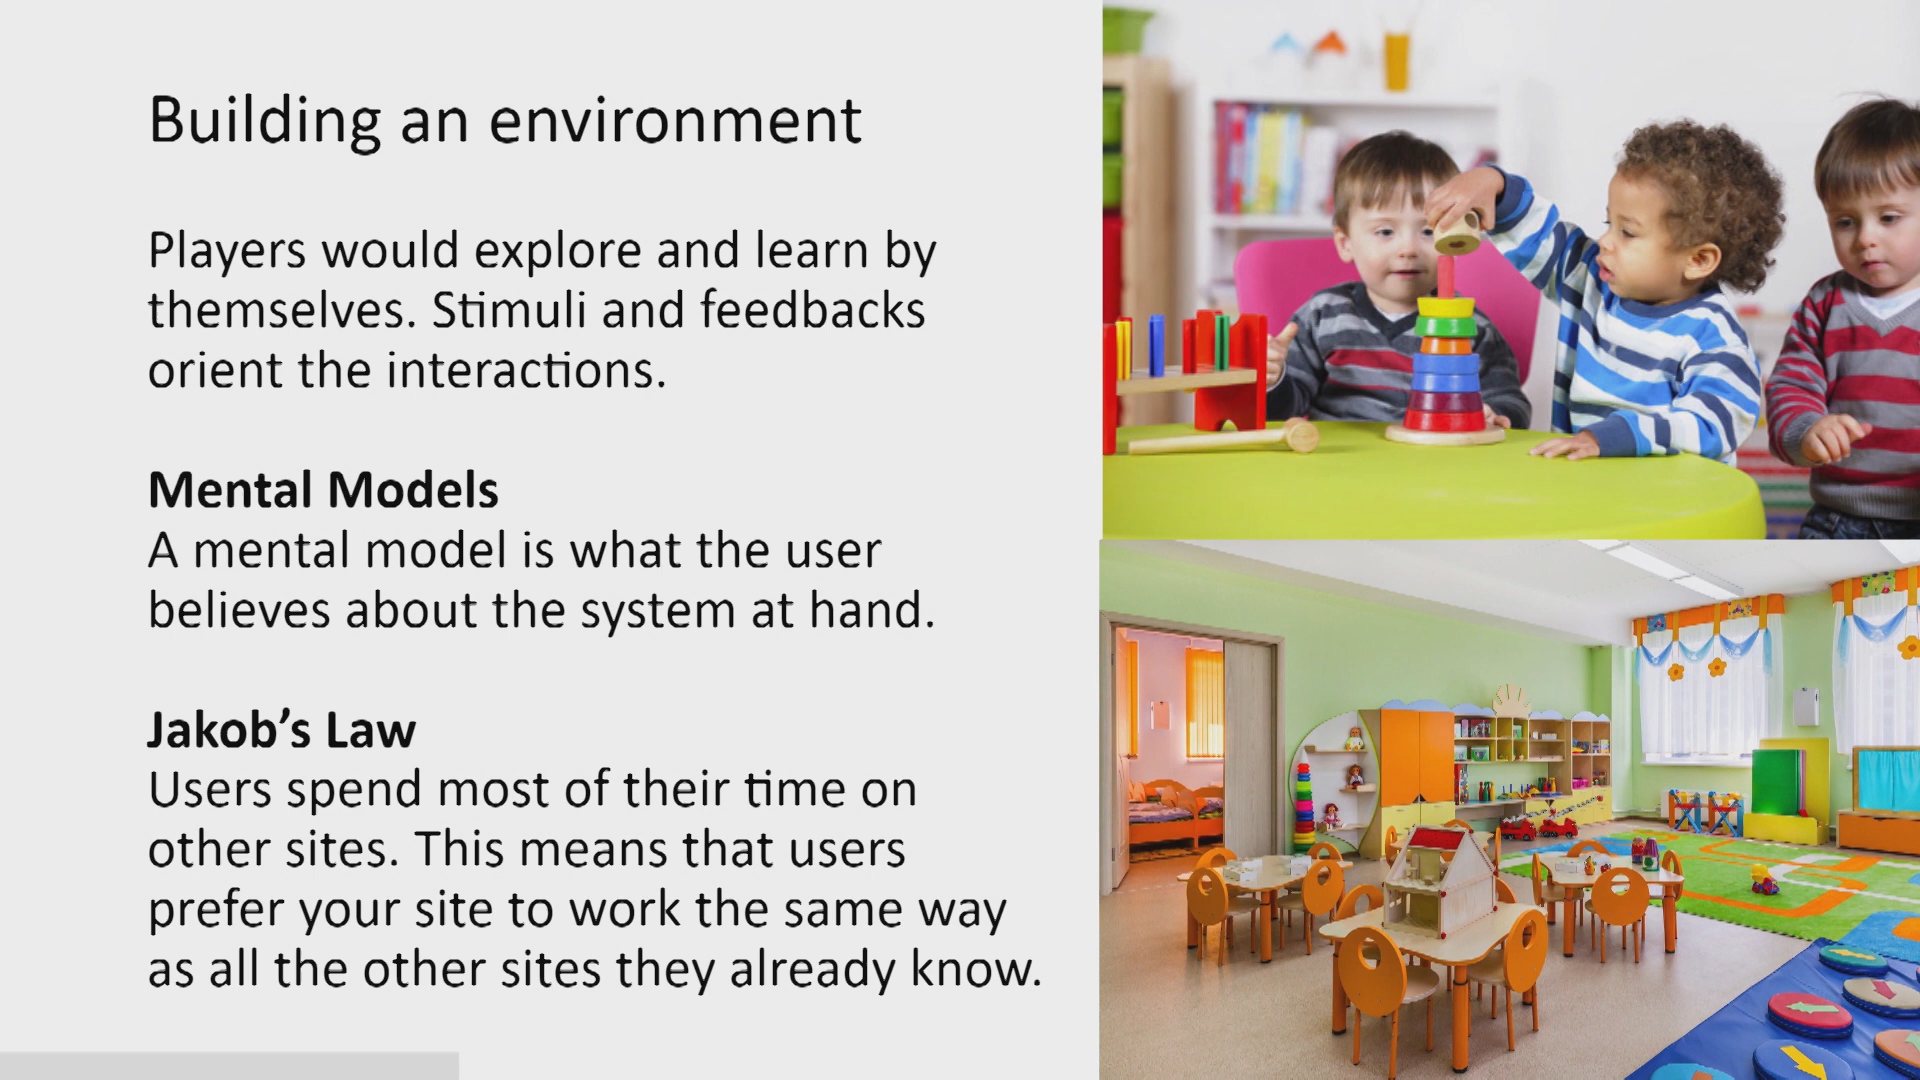 Building an environment
Players would explore and learn by
themselves. Stimuli and feedbacks
orient the interactions.
Mental Models
A mental model is what the user
believes about the system at hand.
Jakob’s Law
Users spend most of their time on
other sites. This means that users
prefer your site to work the same way
as all the other sites they already know.